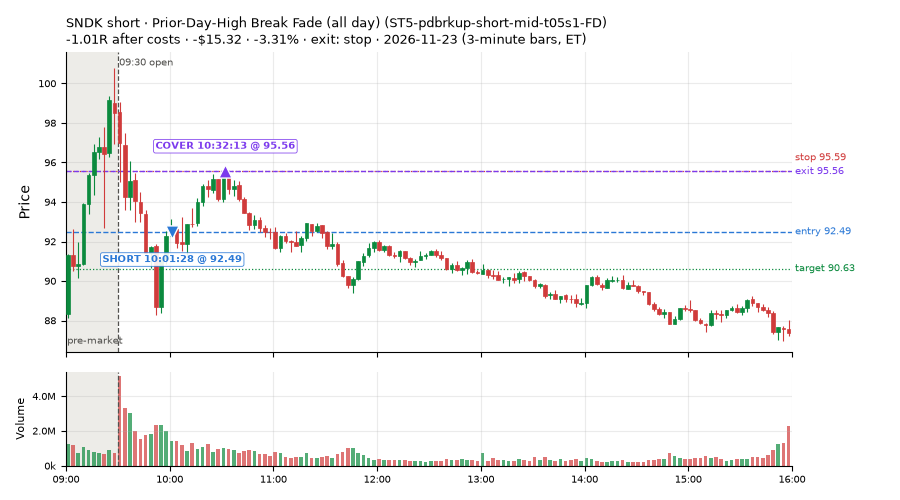 SNDK short · Prior-Day-High Break Fade (all day) (ST5-pdbrkup-short-mid-t05s1-FD)
-1.01R after costs · -$15.32 · -3.31% · exit: stop · 2026-11-23 (3-minute bars, ET)
09:30 open
100
98
96
94
92
90
88
Price
COVER 10:32:13 @ 95.56
SHORT 10:01:28 @ 92.49
stop 95.59
exit 95.56
entry 92.49
target 90.63
pre-market
Volume
4.0M
2.0M
0k
09:00
10:00
11:00
12:00
13:00
14:00
15:00
16:00